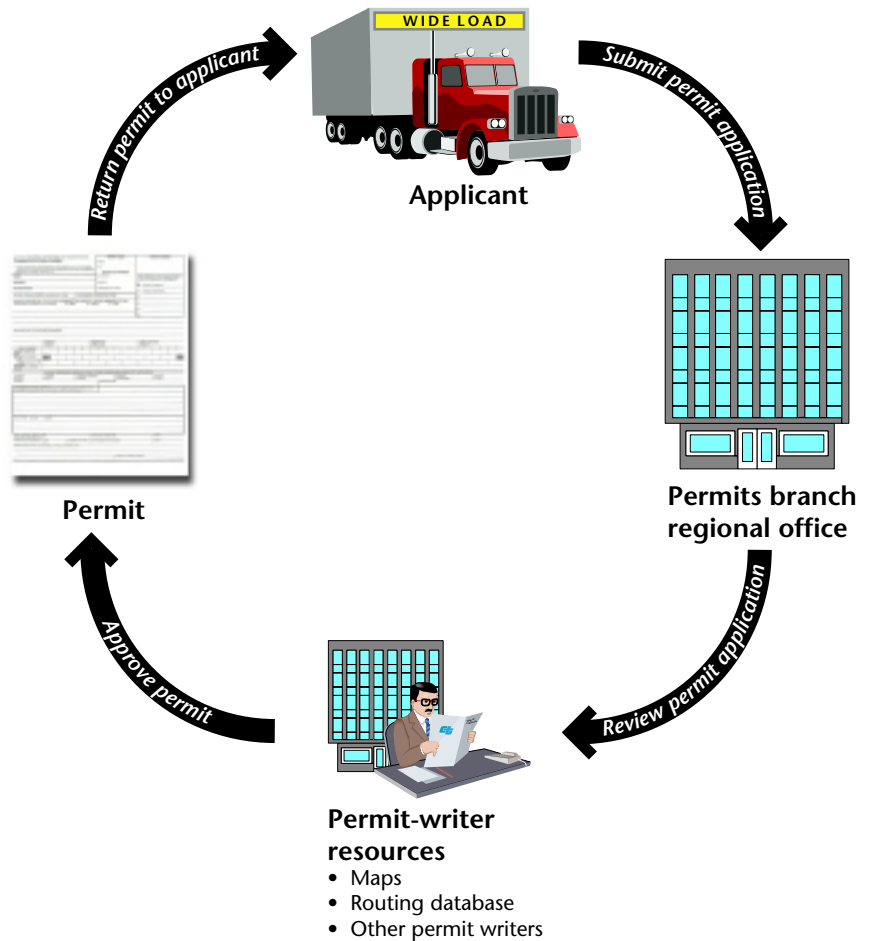 WIDE LOAD
Applicant
Submit permit application
Permits branch
regional office
Review permit application
Permit-writer
resources
• Maps
• Routing database
• Other permit writers
Approve permit
Permit
Return permit to applicant